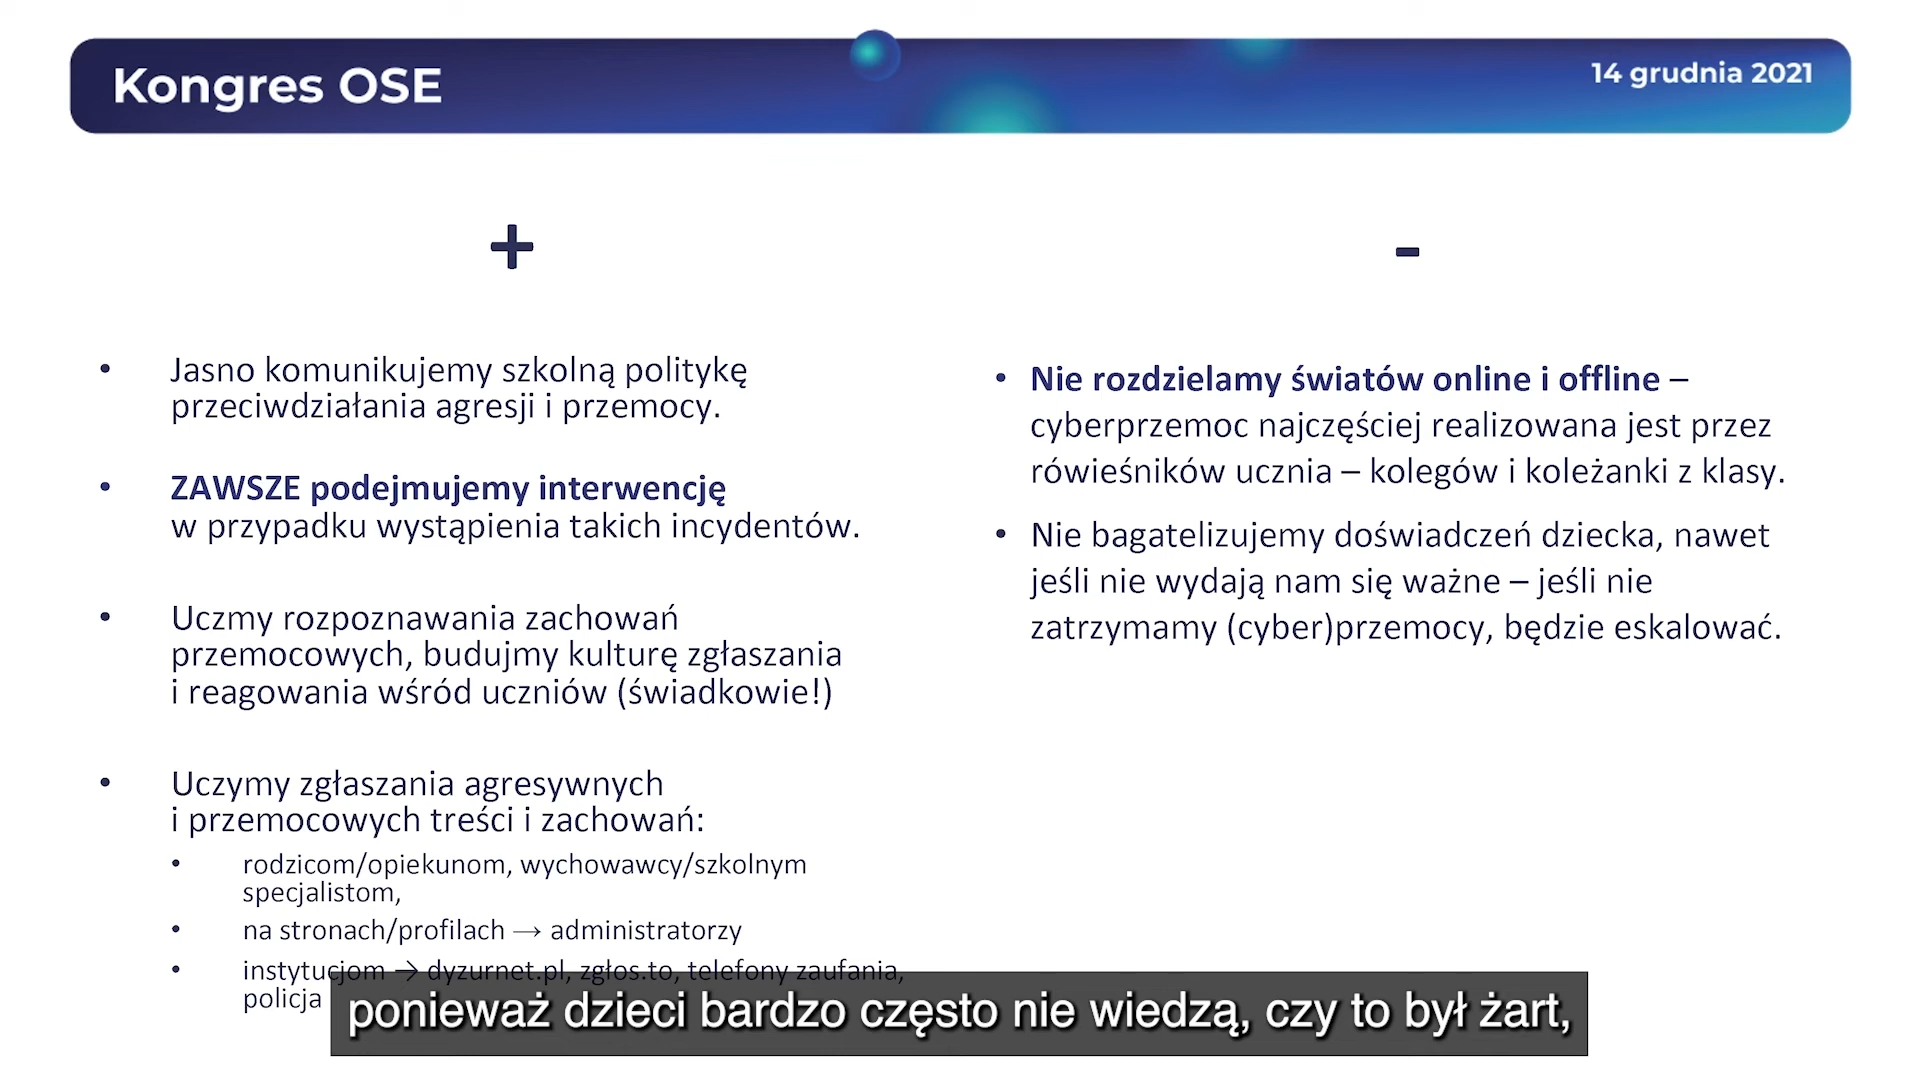 Kongres OSE
14 grudnia 2021
+
-
• Jasno komunikujemy szkolną politykę
przeciwdziałania agresji i przemocy.
• ZAWSZE podejmujemy interwencję
w przypadku wystąpienia takich incydentów.
• Uczmy rozpoznawania zachowań
przemocowych, budujmy kulturę zgłaszania
i reagowania wśród uczniów (świadkowie!)
• Uczymy zgłaszania agresywnych
i przemocowych treści i zachowań:
• rodzicom/opiekunom, wychowawcy/szkolnym
specjalistom,
• na stronach/profilach → administratorzy
• instytucjom → dyzurnet.pl, zgłos.to, telefony zaufania,
policja
• Nie rozdzielamy światów online i offline –
cyberprzemoc najczęściej realizowana jest przez
rówieśników ucznia – kolegów i koleżanki z klasy.
• Nie bagatelizujemy doświadczeń dziecka, nawet
jeśli nie wydają nam się ważne – jeśli nie
zatrzymamy (cyber)przemocy, będzie eskalować.
ponieważ dzieci bardzo często nie wiedzą, czy to był żart,